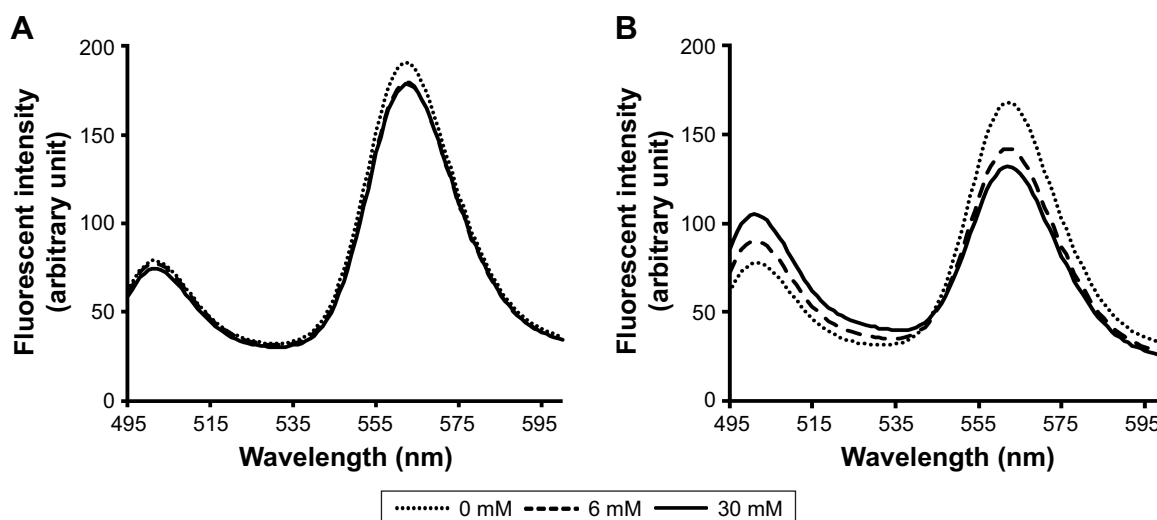 A
B
Fluorescent intensity
(arbitrary unit)
200
150
100
50
0
495 515 535 555 575 595
Wavelength (nm)
Fluorescent intensity
(arbitrary unit)
200
150
100
50
0
495 515 535 555 575 595
Wavelength (nm)
0 mM 6 mM 30 mM